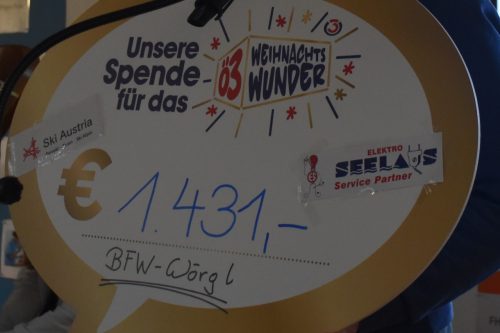 Unsere
Spende
für das
Ö3
WEIHNACHTS
WUNDER
Ski Austria
ELEKTRO
SEELAUS
Service Partner
€ 1.431,-
BFW-Wörgl